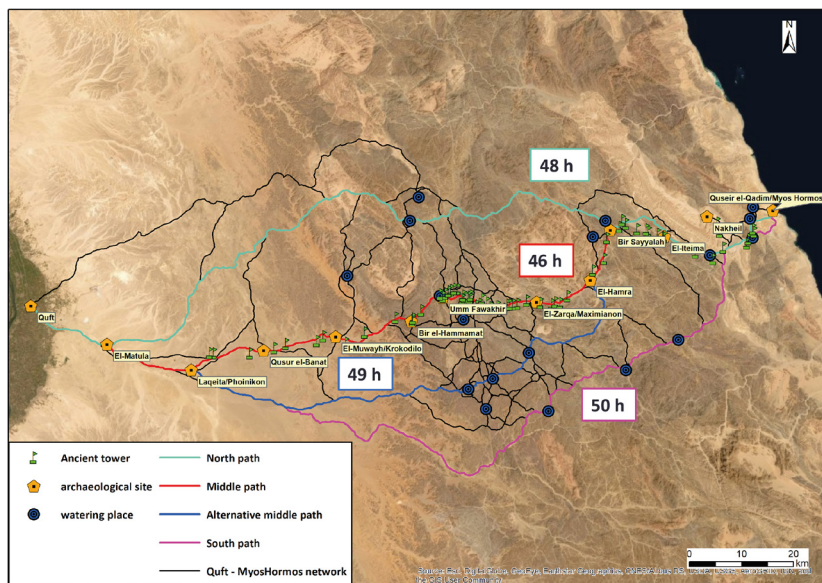 N
48 h
Quseir el-Qadim/Myos Hormos
Nakheil
Bir Sayyalah
El-Iteima
46 h
El-Hamra
Quft
Umm Fawakhir
El-Zarqa/Maximianon
Bir el-Hammamat
El-Matula
El-Muwayh/Krokodilo
Qusur el-Banat
Laqeita/Phoinikon
49 h
50 h
Ancient tower
North path
archaeological site
Middle path
watering place
Alternative middle path
South path
Quft - MyosHormos network
0 10 20
km